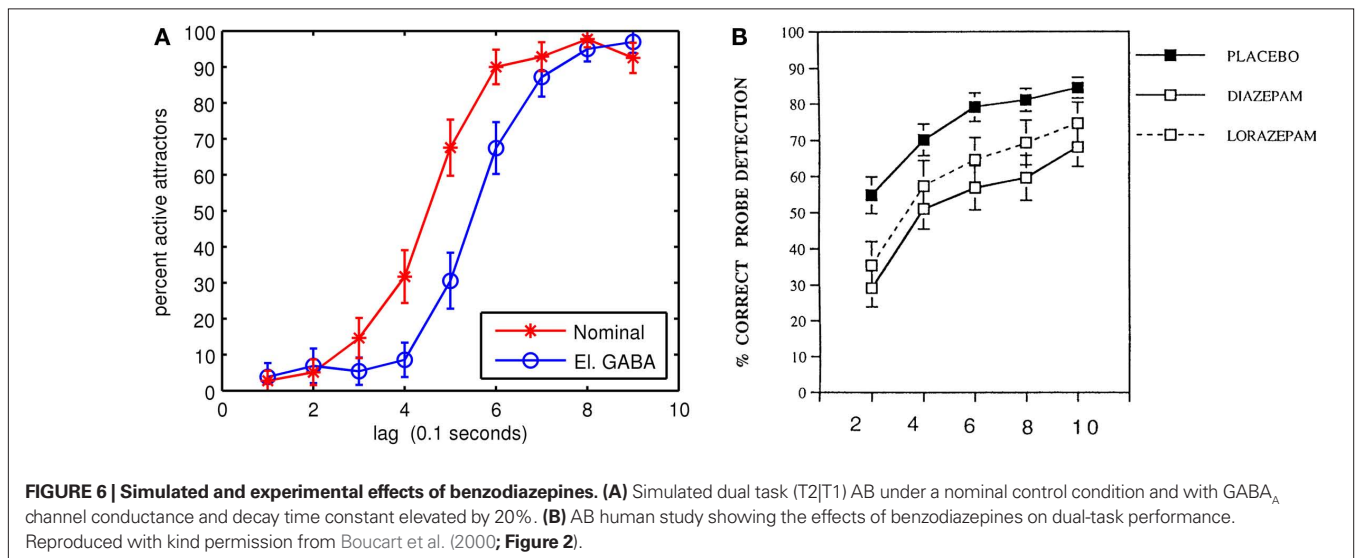 A
100
90
80
70
60
50
40
30
20
10
0
percent active attractors
0 2 4 6 8 10
lag (0.1 seconds)
Nominal
El. GABA
B
100
90
80
70
60
50
40
30
20
10
0
% CORRECT PROBE DETECTION
2 4 6 8 10
PLACEBO
DIAZEPAM
LORAZEPAM
FIGURE 6 | Simulated and experimental effects of benzodiazepines. (A) Simulated dual task (T2|T1) AB under a nominal control condition and with GABA_A
channel conductance and decay time constant elevated by 20%. (B) AB human study showing the effects of benzodiazepines on dual-task performance.
Reproduced with kind permission from Boucart et al. (2000; Figure 2).